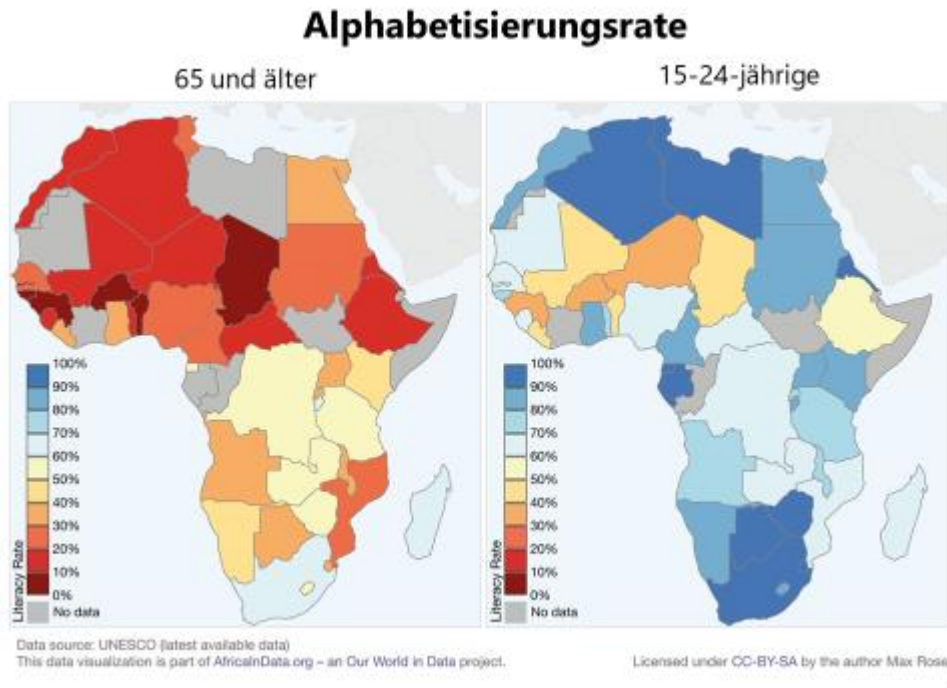 Alphabetisierungsrate
65 und älter
15-24-jährige
100%
90%
80%
70%
60%
50%
40%
30%
20%
10%
0%
No data
Literacy Rate
100%
90%
80%
70%
60%
50%
40%
30%
20%
10%
0%
No data
Literacy Rate
Data source: UNESCO (latest available data)
This data visualization is part of AfricaInData.org – an Our World in Data project.
Licensed under CC-BY-SA by the author Max Rose